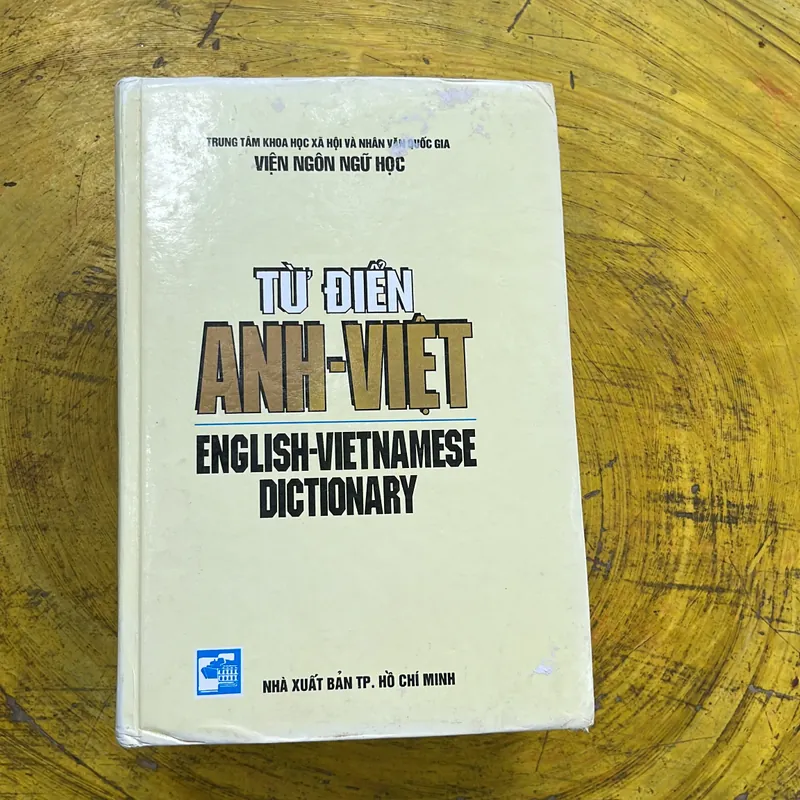 TRUNG TÂM KHOA HỌC XÃ HỘI VÀ NHÂN VĂN QUỐC GIA
VIỆN NGÔN NGỮ HỌC
TỪ ĐIỂN
ANH-VIỆT
ENGLISH-VIETNAMESE
DICTIONARY
NHÀ XUẤT BẢN TP. HỒ CHÍ MINH